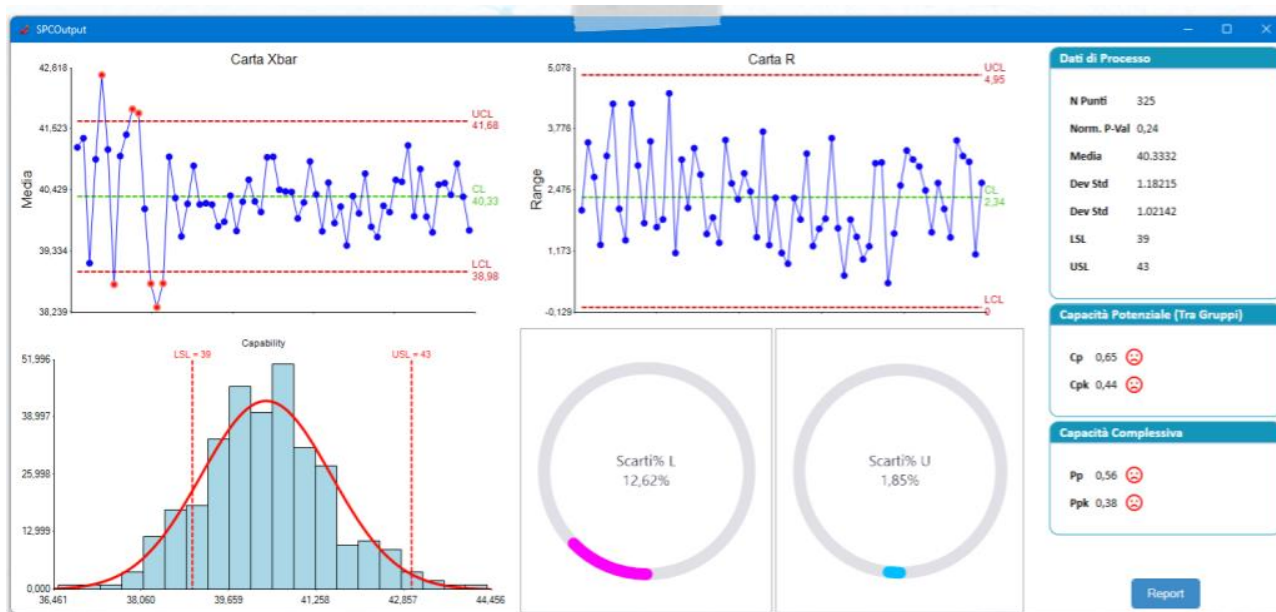 SPCOutput
Carta Xbar
42,618
41,523
40,429
39,334
38,239
Media
UCL
41,68
CL
40,33
LCL
38,98
Carta R
5,078
3,776
2,475
1,173
-0,129
Range
UCL
4,95
CL
2,34
LCL
0
Dati di Processo
N Punti 325
Norm. P-Val 0,24
Media 40.3332
Dev Std 1.18215
Dev Std 1.02142
LSL 39
USL 43
Capacità Potenziale (Tra Gruppi)
Cp 0,65
Cpk 0,44
Capacità Complessiva
Pp 0,56
Ppk 0,38
Report
Capability
LSL = 39
USL = 43
51,996
38,997
25,998
12,999
0,000
36,461 38,060 39,659 41,258 42,857 44,456
Scarti% L
12,62%
Scarti% U
1,85%